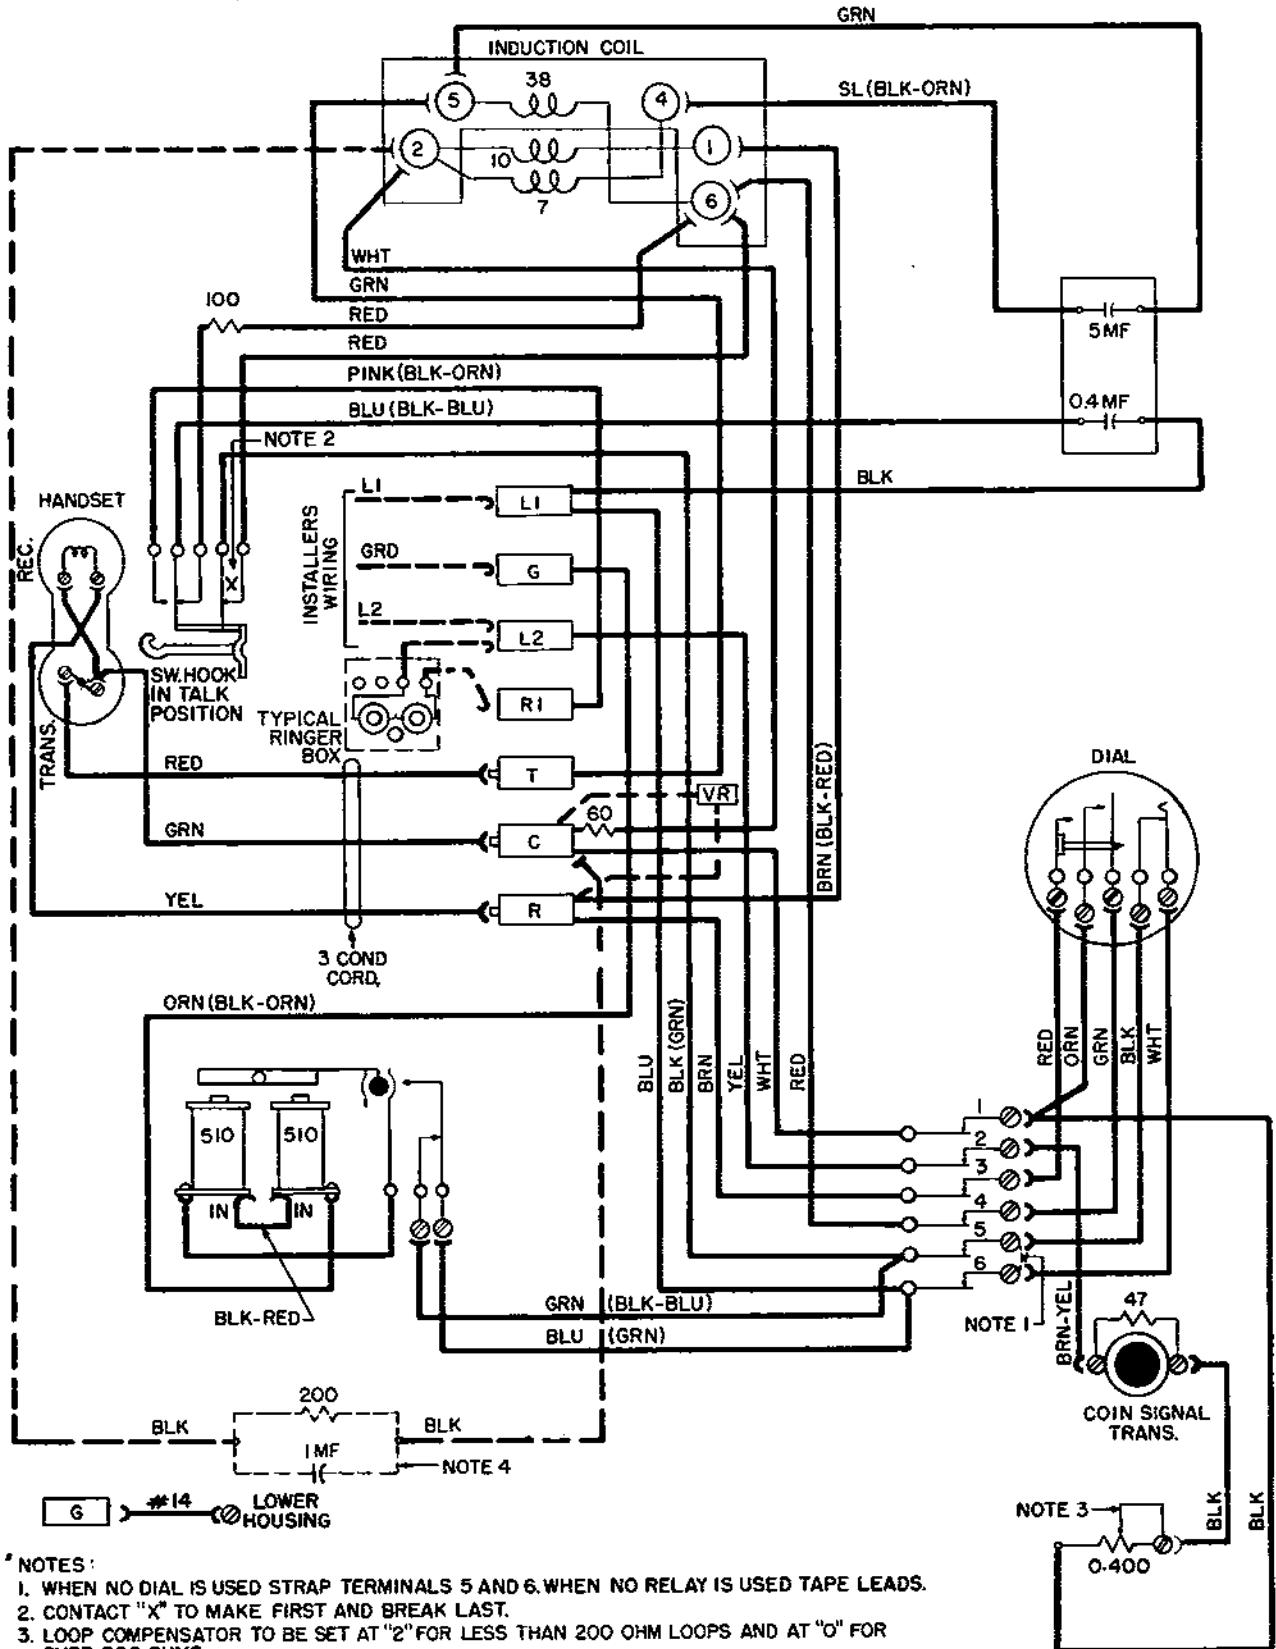 GRN
INDUCTION COIL
38
5
4
SL (BLK-ORN)
2
10
1
7
6
WHT
GRN
100
RED
RED
5MF
PINK (BLK-ORN)
BLU (BLK-BLU)
0.4MF
NOTE 2
BLK
L1
L1
HANDSET
REC.
INSTALLERS
WIRING
GRD
G
X
L2
L2
SW.HOOK
IN TALK
POSITION
R1
TYPICAL
RINGER
BOX
TRANS.
RED
T
VR
BRN (BLK-RED)
DIAL
60
GRN
C
YEL
R
3 COND
CORD,
ORN (BLK-ORN)
BLU
BLK (GRN)
BRN
YEL
WHT
RED
RED
ORN
GRN
BLK
WHT
1
2
3
4
5
6
510
510
IN
IN
BLK-RED
GRN (BLK-BLU)
BLU (GRN)
NOTE 1
BRN-YEL
47
COIN SIGNAL
TRANS.
200
BLK
BLK
1MF
NOTE 4
G
#14
LOWER
HOUSING
NOTE 3
BLK
BLK
0.400
NOTES:
1. WHEN NO DIAL IS USED STRAP TERMINALS 5 AND 6. WHEN NO RELAY IS USED TAPE LEADS.
2. CONTACT "X" TO MAKE FIRST AND BREAK LAST.
3. LOOP COMPENSATOR TO BE SET AT "2" FOR LESS THAN 200 OHM LOOPS AND AT "0" FOR